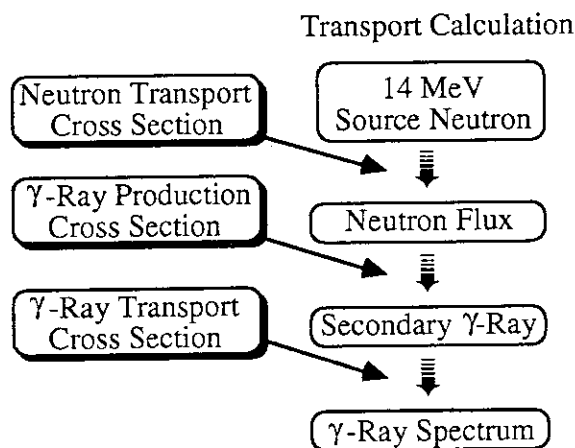 Transport Calculation
Neutron Transport
Cross Section
14 MeV
Source Neutron
γ-Ray Production
Cross Section
Neutron Flux
γ-Ray Transport
Cross Section
Secondary γ-Ray
γ-Ray Spectrum